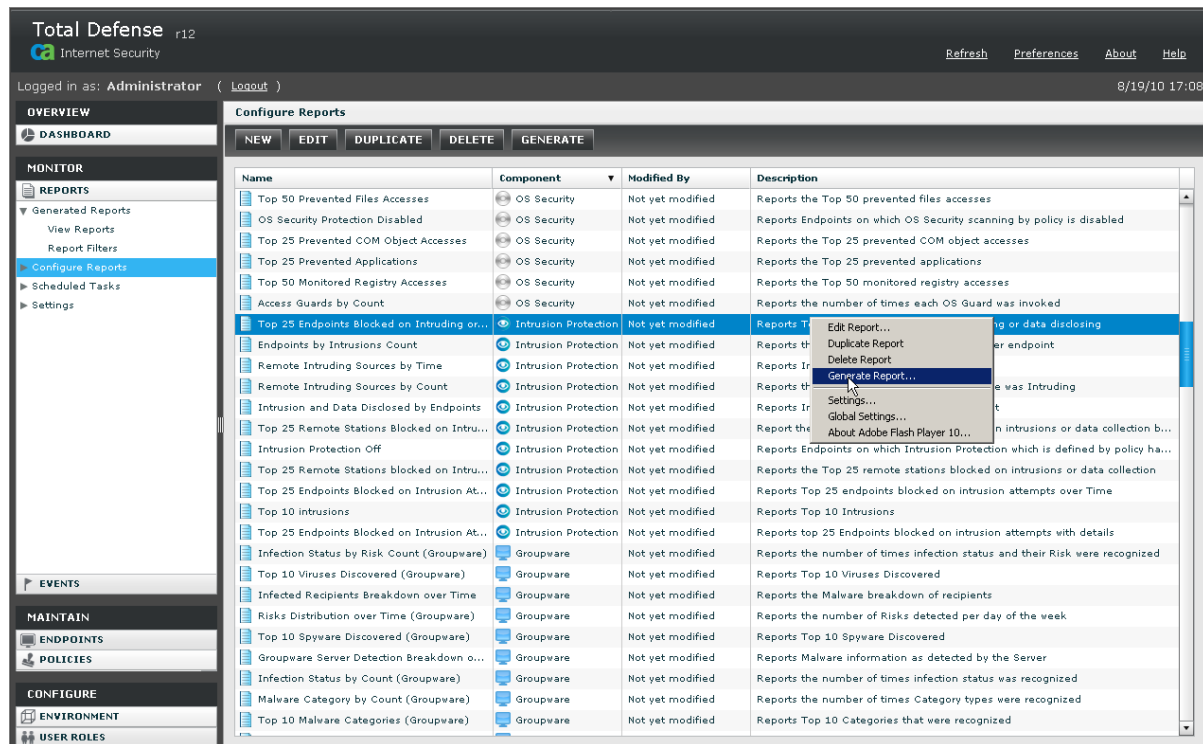 Total Defense r12
ca Internet Security
Refresh Preferences About Help
Logged in as: Administrator ( Logout )
8/19/10 17:08
OVERVIEW
DASHBOARD
MONITOR
REPORTS
Generated Reports
View Reports
Report Filters
Configure Reports
Scheduled Tasks
Settings
EVENTS
MAINTAIN
ENDPOINTS
POLICIES
CONFIGURE
ENVIRONMENT
USER ROLES
Configure Reports
NEW EDIT DUPLICATE DELETE GENERATE
Name Component Modified By Description
Top 50 Prevented Files Accesses OS Security Not yet modified Reports the Top 50 prevented files accesses
OS Security Protection Disabled OS Security Not yet modified Reports Endpoints on which OS Security scanning by policy is disabled
Top 25 Prevented COM Object Accesses OS Security Not yet modified Reports the Top 25 prevented COM object accesses
Top 25 Prevented Applications OS Security Not yet modified Reports the Top 25 prevented applications
Top 50 Monitored Registry Accesses OS Security Not yet modified Reports the Top 50 monitored registry accesses
Access Guards by Count OS Security Not yet modified Reports the number of times each OS Guard was invoked
Top 25 Endpoints Blocked on Intruding or... Intrusion Protection Not yet modified Reports T ng or data disclosing
Endpoints by Intrusions Count Intrusion Protection Not yet modified Reports th er endpoint
Remote Intruding Sources by Time Intrusion Protection Not yet modified Reports In
Remote Intruding Sources by Count Intrusion Protection Not yet modified Reports th e was Intruding
Intrusion and Data Disclosed by Endpoints Intrusion Protection Not yet modified Reports In t
Top 25 Remote Stations Blocked on Intru... Intrusion Protection Not yet modified Report the n intrusions or data collection b...
Intrusion Protection Off Intrusion Protection Not yet modified Reports Endpoints on which Intrusion Protection which is defined by policy ha...
Top 25 Remote Stations blocked on Intru... Intrusion Protection Not yet modified Reports the Top 25 remote stations blocked on intrusions or data collection
Top 25 Endpoints Blocked on Intrusion At... Intrusion Protection Not yet modified Reports Top 25 endpoints blocked on intrusion attempts over Time
Top 10 intrusions Intrusion Protection Not yet modified Reports Top 10 Intrusions
Top 25 Endpoints Blocked on Intrusion At... Intrusion Protection Not yet modified Reports top 25 Endpoints blocked on intrusion attempts with details
Infection Status by Risk Count (Groupware) Groupware Not yet modified Reports the number of times infection status and their Risk were recognized
Top 10 Viruses Discovered (Groupware) Groupware Not yet modified Reports Top 10 Viruses Discovered
Infected Recipients Breakdown over Time Groupware Not yet modified Reports the Malware breakdown of recipients
Risks Distribution over Time (Groupware) Groupware Not yet modified Reports the number of Risks detected per day of the week
Top 10 Spyware Discovered (Groupware) Groupware Not yet modified Reports Top 10 Spyware Discovered
Groupware Server Detection Breakdown o... Groupware Not yet modified Reports Malware information as detected by the Server
Infection Status by Count (Groupware) Groupware Not yet modified Reports the number of times infection status was recognized
Malware Category by Count (Groupware) Groupware Not yet modified Reports the number of times Category types were recognized
Top 10 Malware Categories (Groupware) Groupware Not yet modified Reports Top 10 Categories that were recognized
Edit Report...
Duplicate Report
Delete Report
Generate Report...
Settings...
Global Settings...
About Adobe Flash Player 10...